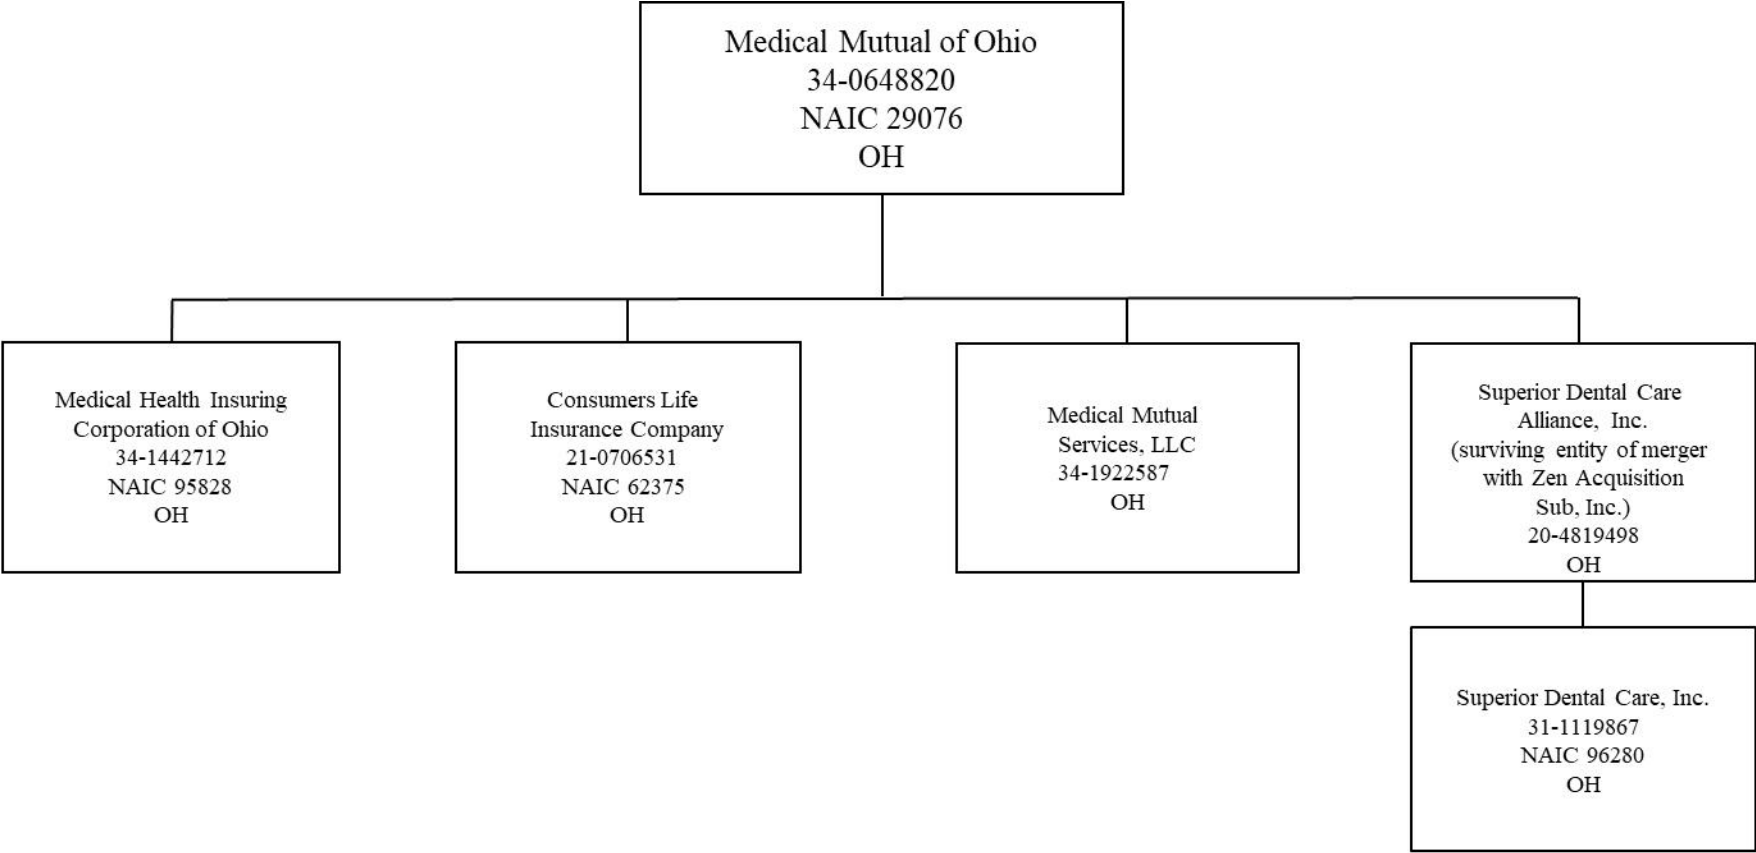 Medical Mutual of Ohio
34-0648820
NAIC 29076
OH
Medical Health Insuring
Corporation of Ohio
34-1442712
NAIC 95828
OH
Consumers Life
Insurance Company
21-0706531
NAIC 62375
OH
Medical Mutual
Services, LLC
34-1922587
OH
Superior Dental Care
Alliance, Inc.
(surviving entity of merger
with Zen Acquisition
Sub, Inc.)
20-4819498
OH
Superior Dental Care, Inc.
31-1119867
NAIC 96280
OH